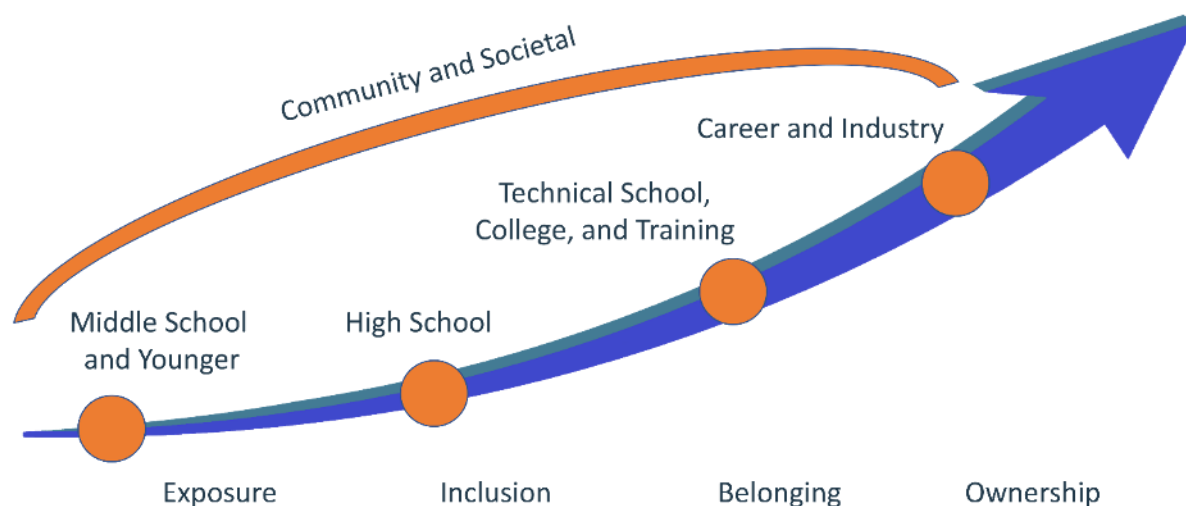 Community and Societal
Career and Industry
Technical School,
College, and Training
Middle School
and Younger
High School
Exposure
Inclusion
Belonging
Ownership